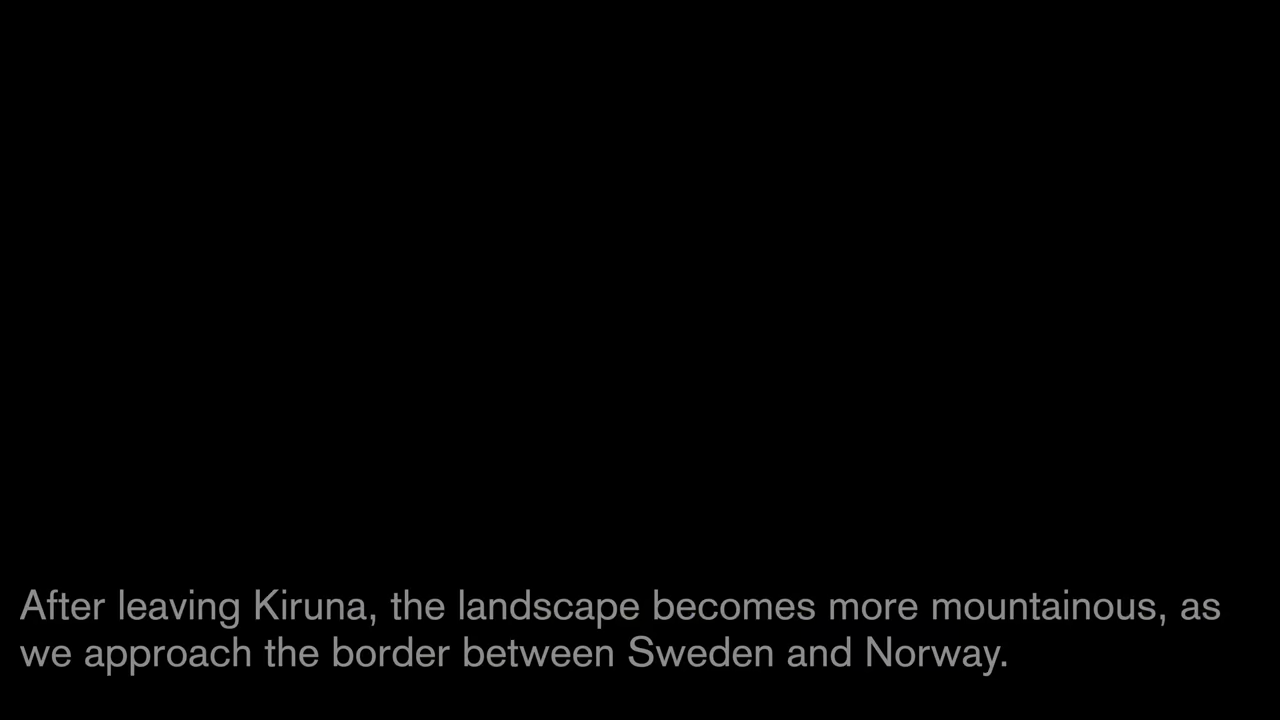 After leaving Kiruna, the landscape becomes more mountainous, as
we approach the border between Sweden and Norway.